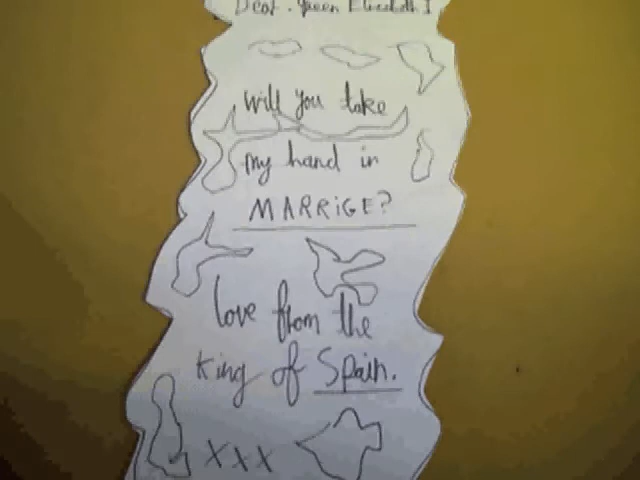 Dear Queen Elizabeth I
will you take
my hand in
MARRiGE?
love from the
King of Spain.
XXX